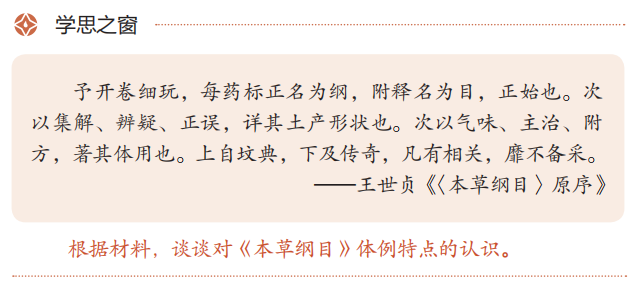 学思之窗
予开卷细玩，每药标正名为纲，附释名为目，正始也。次
以集解、辨疑、正误，详其土产形状也。次以气味、主治、附
方，著其体用也。上自坟典，下及传奇，凡有相关，靡不备采。
——王世贞《〈本草纲目〉原序》
根据材料，谈谈对《本草纲目》体例特点的认识。